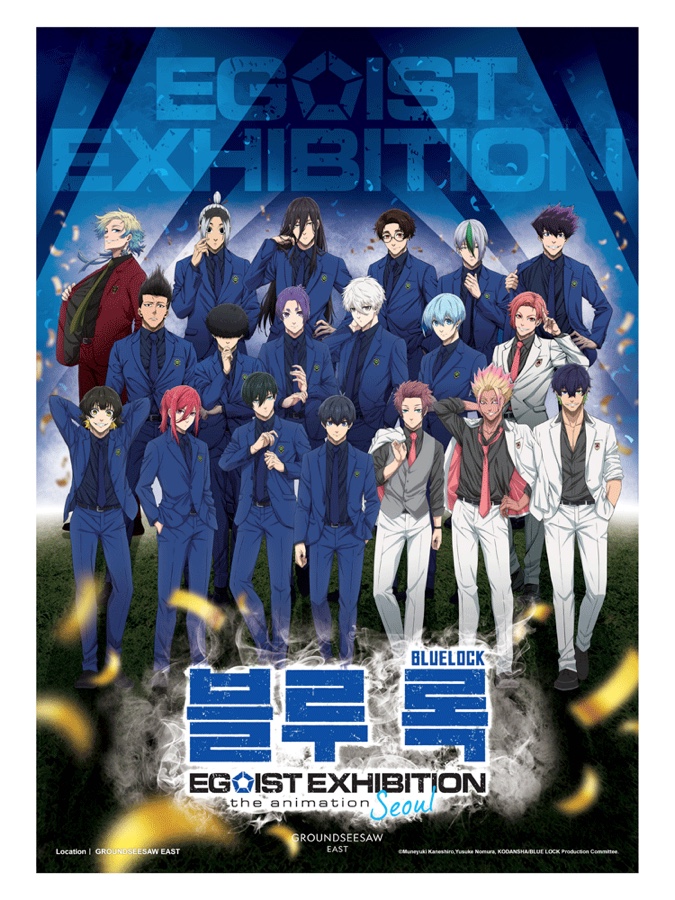 EGOIST
EXHIBITION
BLUELOCK
블루록
EGOIST EXHIBITION
the animation Seoul
GROUNDSEESAW
EAST
Location | GROUNDSEESAW EAST
©Muneyuki Kaneshiro,Yusuke Nomura, KODANSHA/BLUE LOCK Production Committee.